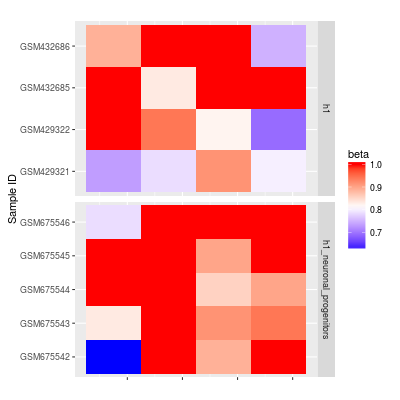 GSM432686
GSM432685
GSM429322
GSM429321
h1
GSM675546
GSM675545
GSM675544
GSM675543
GSM675542
h1_neuronal_progenitors
Sample ID
beta
1.0
0.9
0.8
0.7